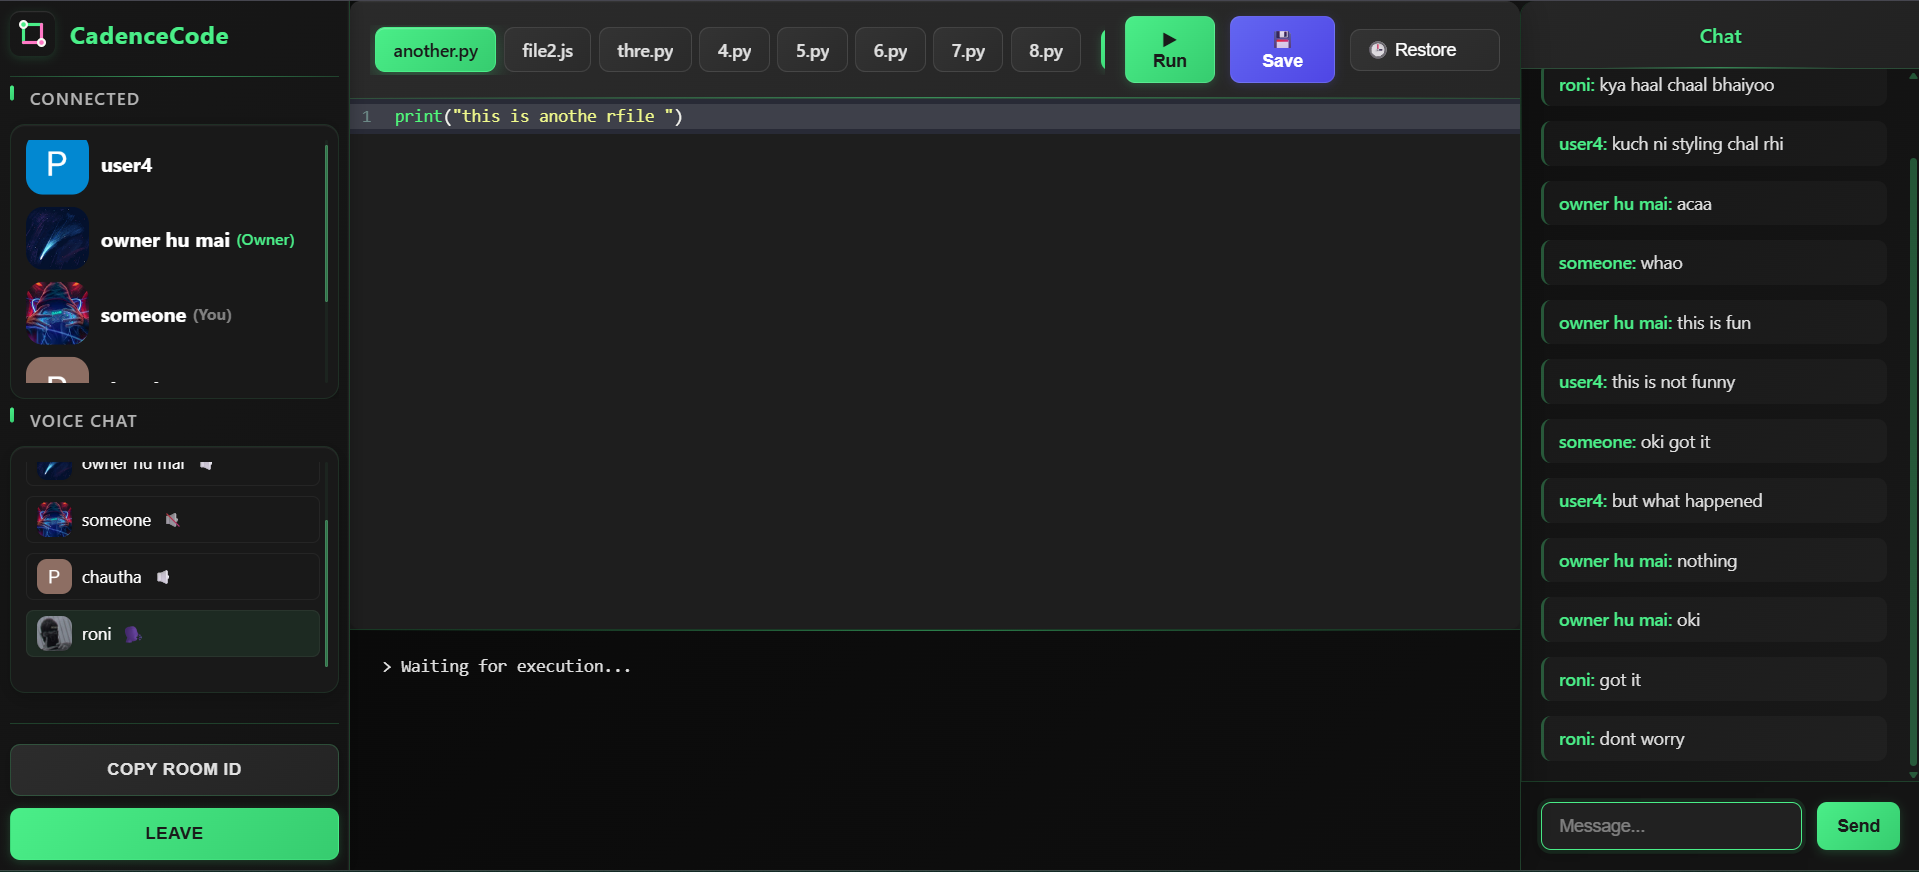 CadenceCode
CONNECTED
P
user4
owner hu mai (Owner)
someone (You)
VOICE CHAT
owner hu mai
someone
P
chautha
roni
COPY ROOM ID
LEAVE
another.py
file2.js
thre.py
4.py
5.py
6.py
7.py
8.py
Run
Save
Restore
1 print("this is anothe rfile ")
> Waiting for execution...
Chat
roni: kya haal chaal bhaiyoo
user4: kuch ni styling chal rhi
owner hu mai: acaa
someone: whao
owner hu mai: this is fun
user4: this is not funny
someone: oki got it
user4: but what happened
owner hu mai: nothing
owner hu mai: oki
roni: got it
roni: dont worry
Message...
Send